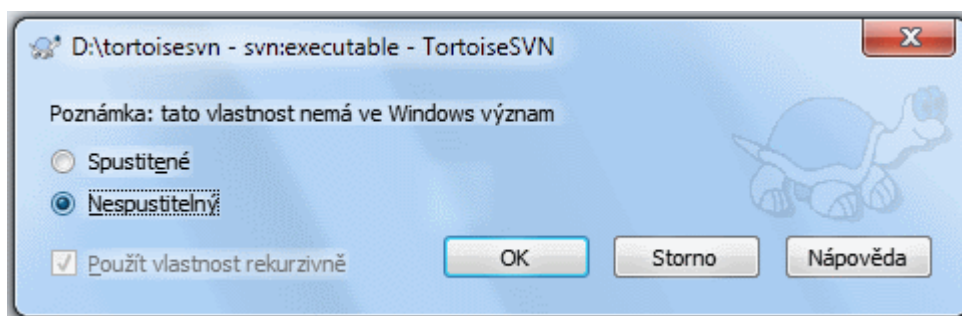 D:\tortoisesvn - svn:executable - TortoiseSVN
Poznámka: tato vlastnost nemá ve Windows význam
Spustitené
Nespustitelný
Použít vlastnost rekurzivně
OK
Storno
Nápověda